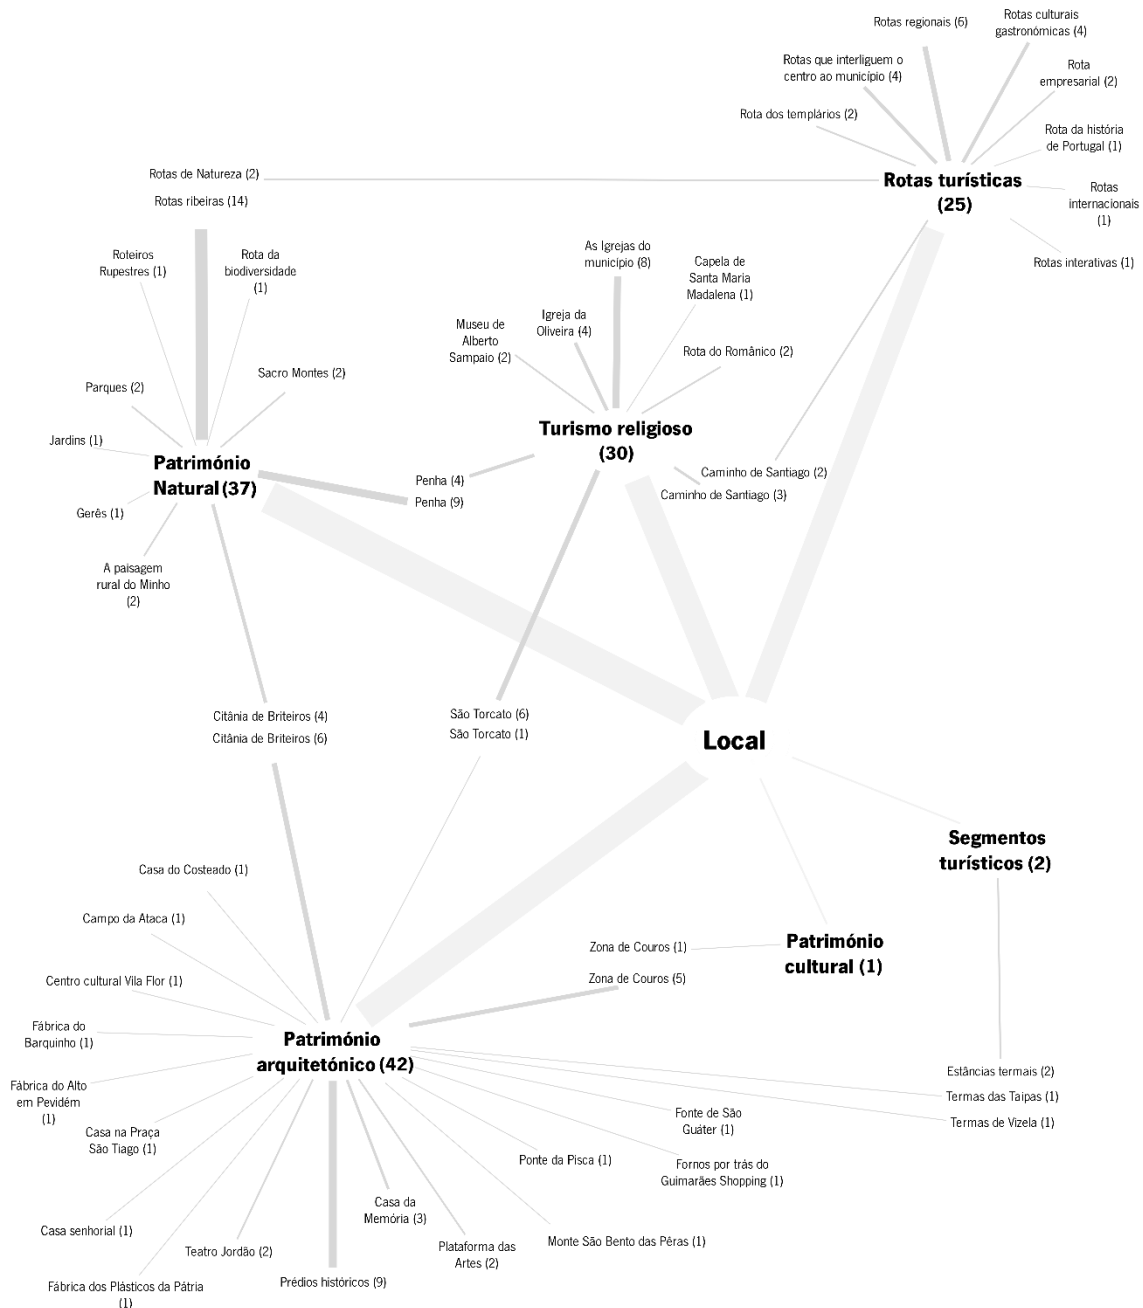 Rotas regionais (6)
Rotas culturais
gastronómicas (4)
Rotas que interliguem o
centro ao município (4)
Rota
empresarial (2)
Rota dos templários (2)
Rota da história
de Portugal (1)
Rotas turísticas
(25)
Rotas
internacionais
(1)
Rotas interativas (1)
Rotas de Natureza (2)
Rotas ribeiras (14)
Roteiros
Rupestres (1)
Rota da
biodiversidade
(1)
Parques (2)
Sacro Montes (2)
Jardins (1)
Património
Natural (37)
Gerês (1)
A paisagem
rural do Minho
(2)
As Igrejas do
município (8)
Capela de
Santa Maria
Madalena (1)
Igreja da
Oliveira (4)
Museu de
Alberto
Sampaio (2)
Rota do Românico (2)
Turismo religioso
(30)
Penha (4)
Penha (9)
Caminho de Santiago (2)
Caminho de Santiago (3)
Citânia de Briteiros (4)
Citânia de Briteiros (6)
São Torcato (6)
São Torcato (1)
Local
Segmentos
turísticos (2)
Património
cultural (1)
Zona de Couros (1)
Zona de Couros (5)
Casa do Costeado (1)
Campo da Ataca (1)
Centro cultural Vila Flor (1)
Fábrica do
Barquinho (1)
Património
arquitetónico (42)
Fábrica do Alto
em Pevidém
(1)
Casa na Praça
São Tiago (1)
Casa senhorial (1)
Fábrica dos Plásticos da Pátria
(1)
Teatro Jordão (2)
Prédios históricos (9)
Casa da
Memória (3)
Plataforma das
Artes (2)
Monte São Bento das Pêras (1)
Ponte da Pisca (1)
Fornos por trás do
Guimarães Shopping (1)
Fonte de São
Guáter (1)
Estâncias termais (2)
Termas das Taipas (1)
Termas de Vizela (1)